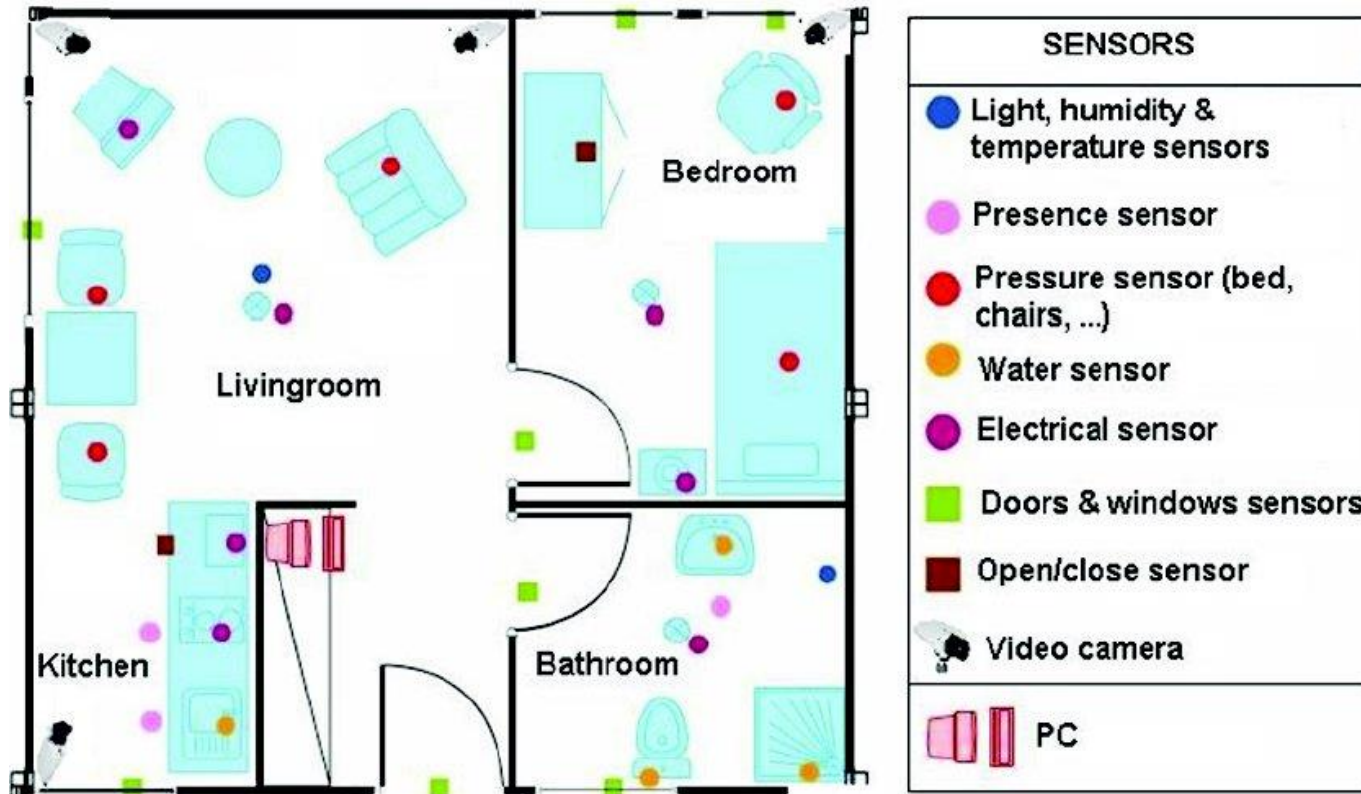 SENSORS
Light, humidity &
temperature sensors
Presence sensor
Pressure sensor (bed,
chairs, ...)
Water sensor
Electrical sensor
Doors & windows sensors
Open/close sensor
Video camera
PC
Bedroom
Livingroom
Kitchen
Bathroom